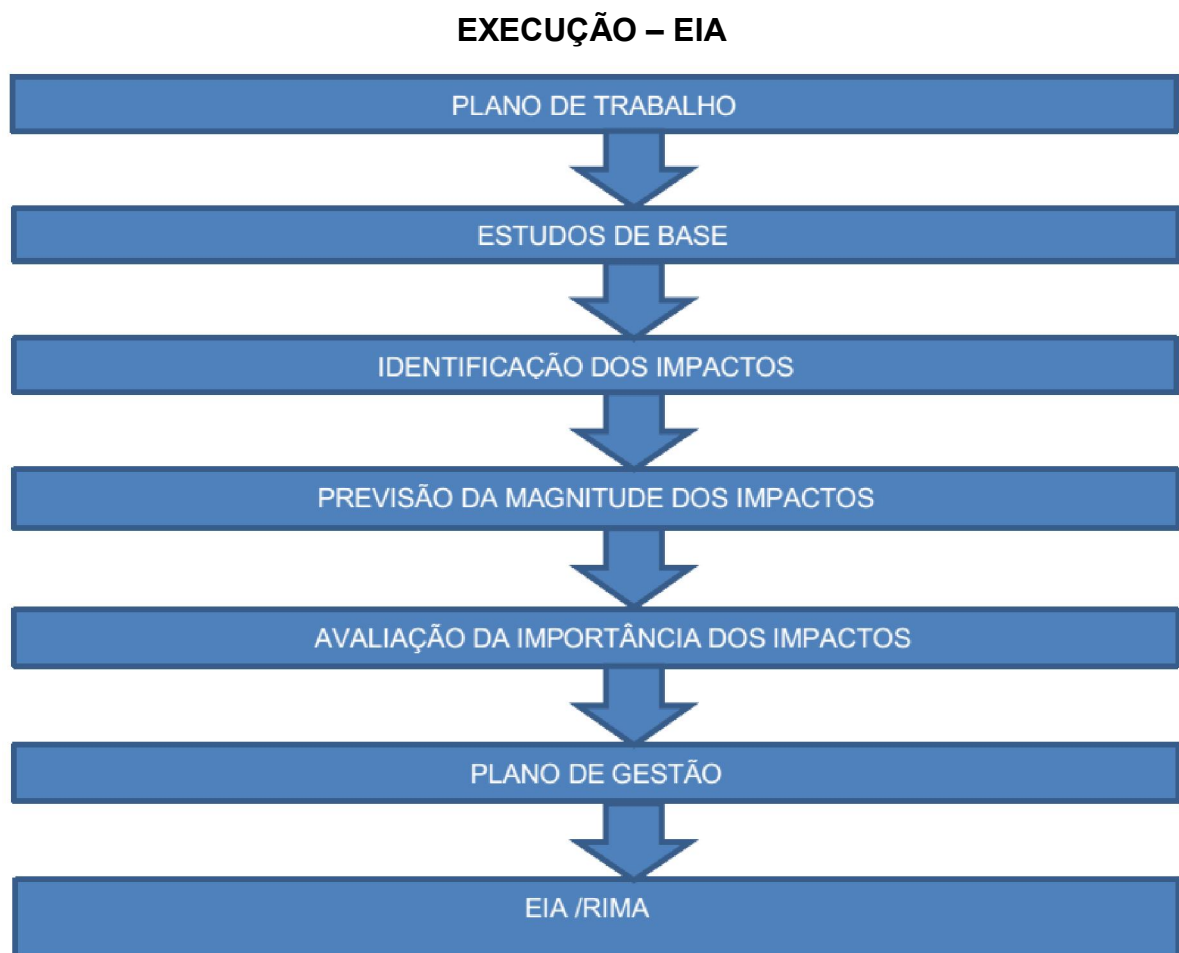 EXECUÇÃO – EIA
PLANO DE TRABALHO
ESTUDOS DE BASE
IDENTIFICAÇÃO DOS IMPACTOS
PREVISÃO DA MAGNITUDE DOS IMPACTOS
AVALIAÇÃO DA IMPORTÂNCIA DOS IMPACTOS
PLANO DE GESTÃO
EIA /RIMA